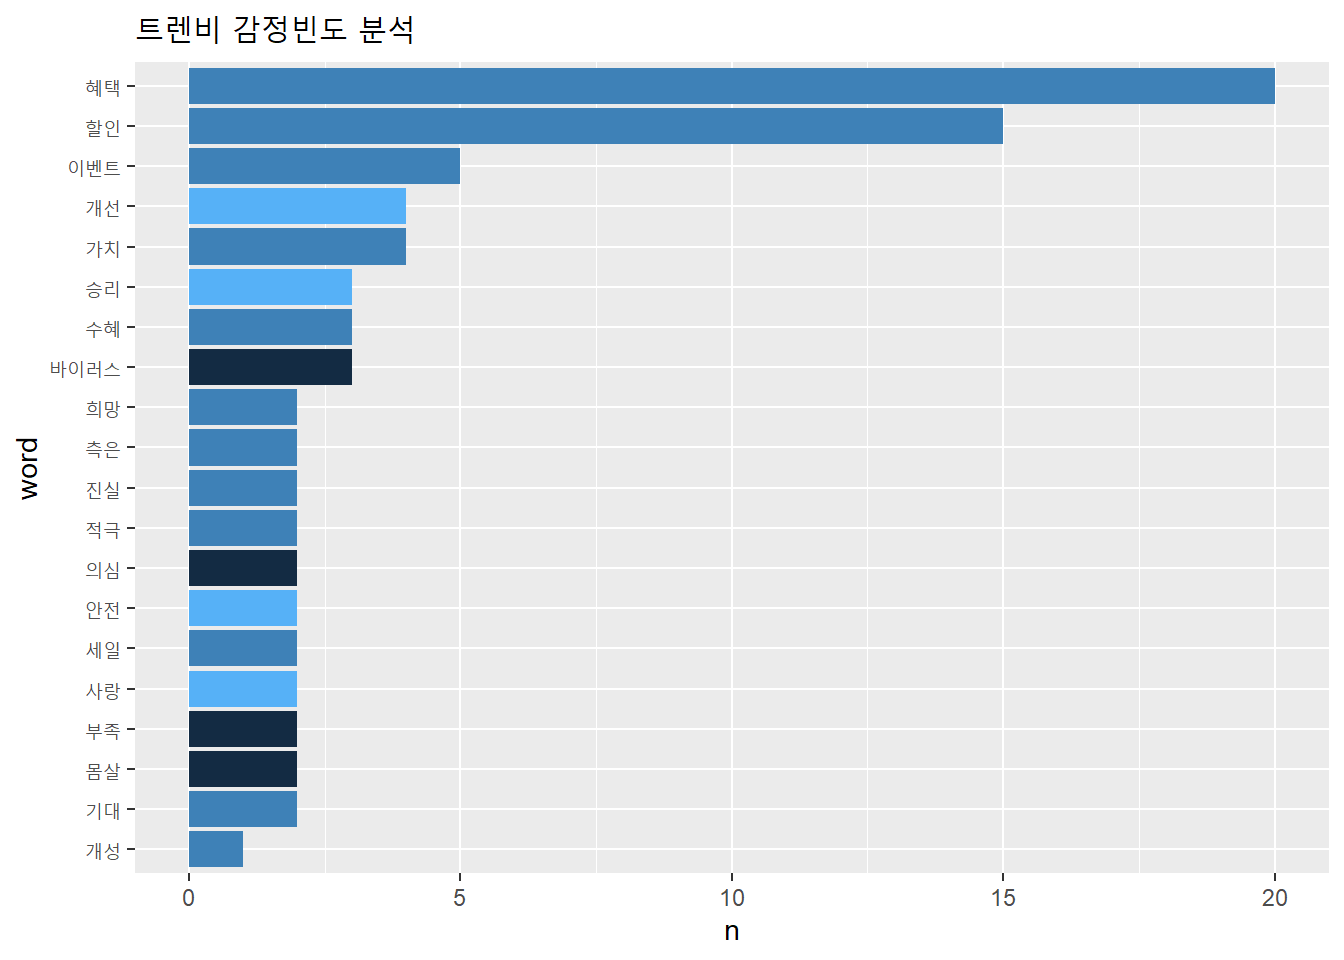 트렌비 감정빈도 분석
혜택
할인
이벤트
개선
가치
승리
수혜
바이러스
희망
측은
진실
적극
의심
안전
세일
사랑
부족
몸살
기대
개성
word
0 5 10 15 20
n